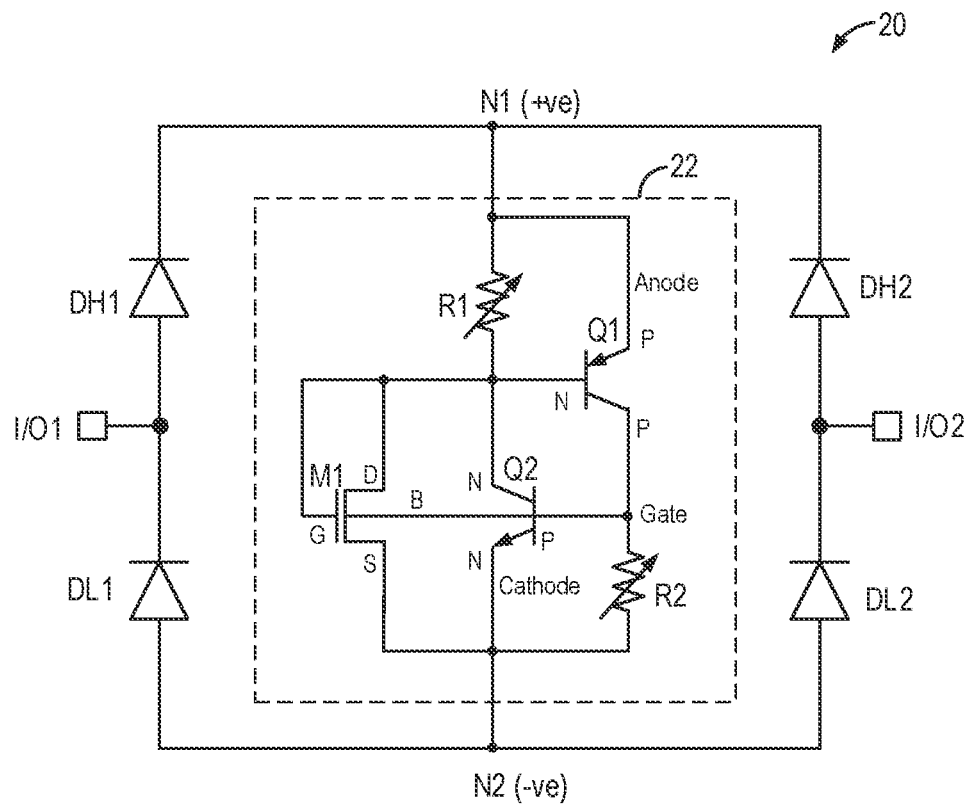 20
N1 (+ve)
22
DH1
R1
Anode
DH2
Q1
P
N
P
I/O1
I/O2
M1
D
N
Q2
B
G
Gate
P
S
N
Cathode
R2
DL1
DL2
N2 (-ve)